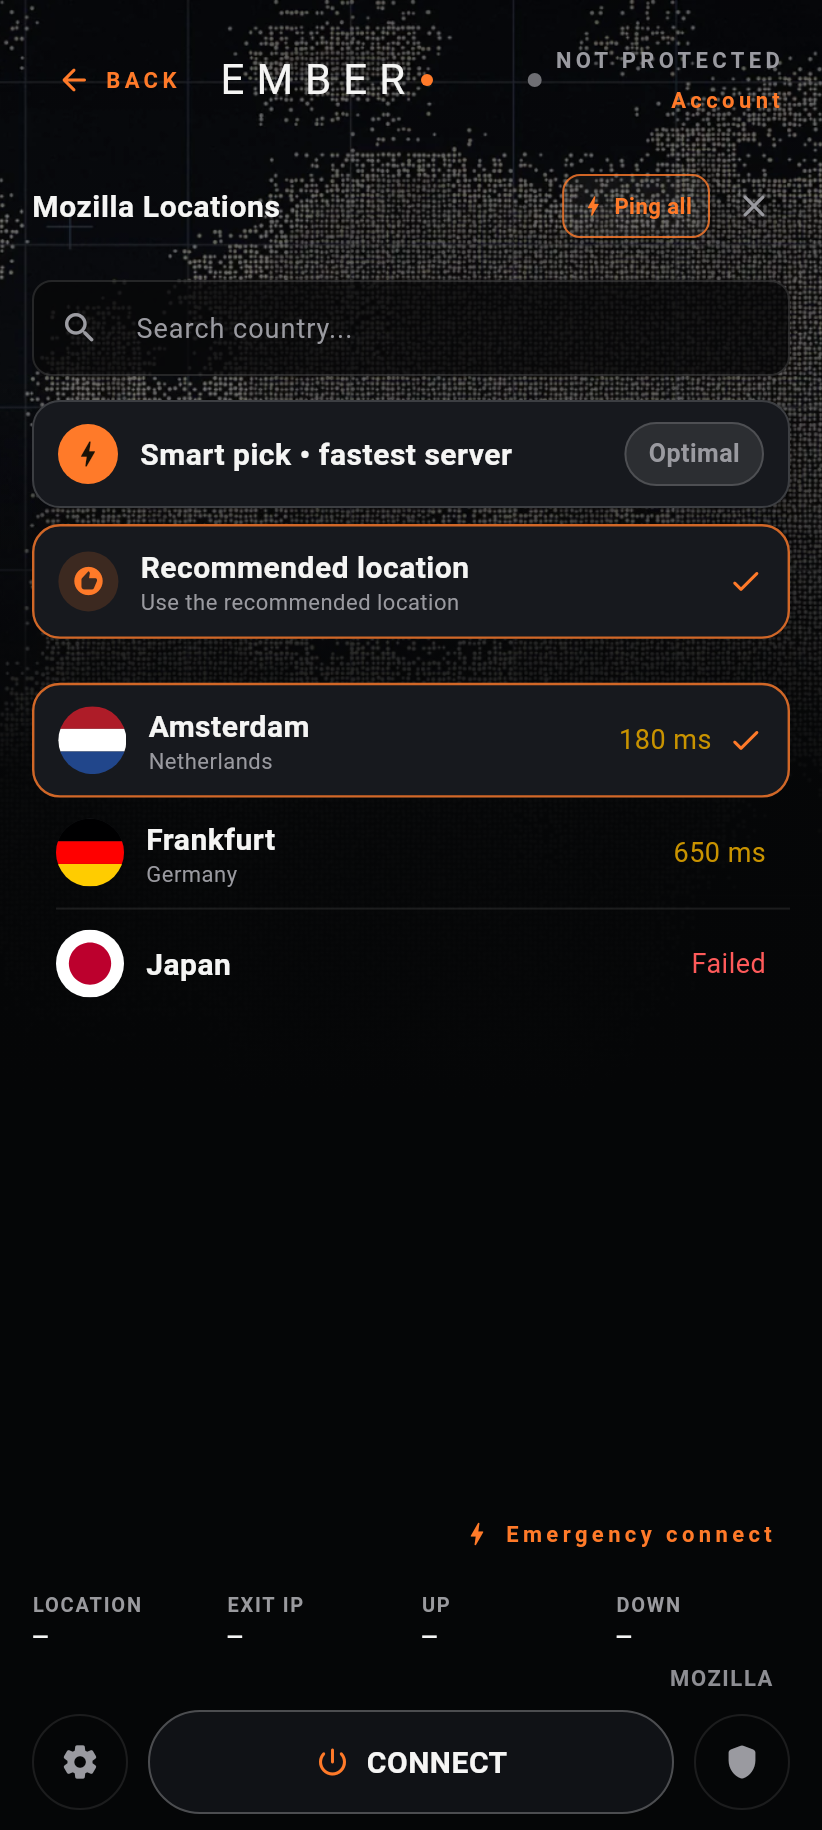 BACK
EMBER
NOT PROTECTED
Account
Mozilla Locations
Ping all
Search country...
Smart pick • fastest server
Optimal
Recommended location
Use the recommended location
Amsterdam
Netherlands
180 ms
Frankfurt
Germany
650 ms
Japan
Failed
Emergency connect
LOCATION
–
EXIT IP
–
UP
–
DOWN
–
MOZILLA
CONNECT